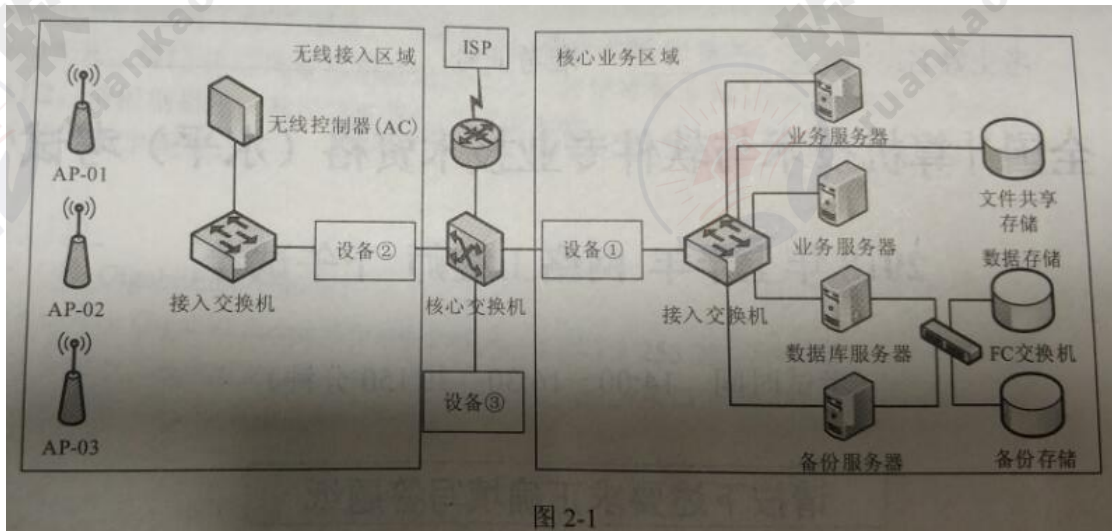 无线接入区域
ISP
核心业务区域
AP-01
无线控制器(AC)
业务服务器
文件共享
存储
AP-02
接入交换机
设备②
核心交换机
设备①
接入交换机
业务服务器
数据存储
数据库服务器
FC交换机
AP-03
设备③
备份服务器
备份存储
图 2-1